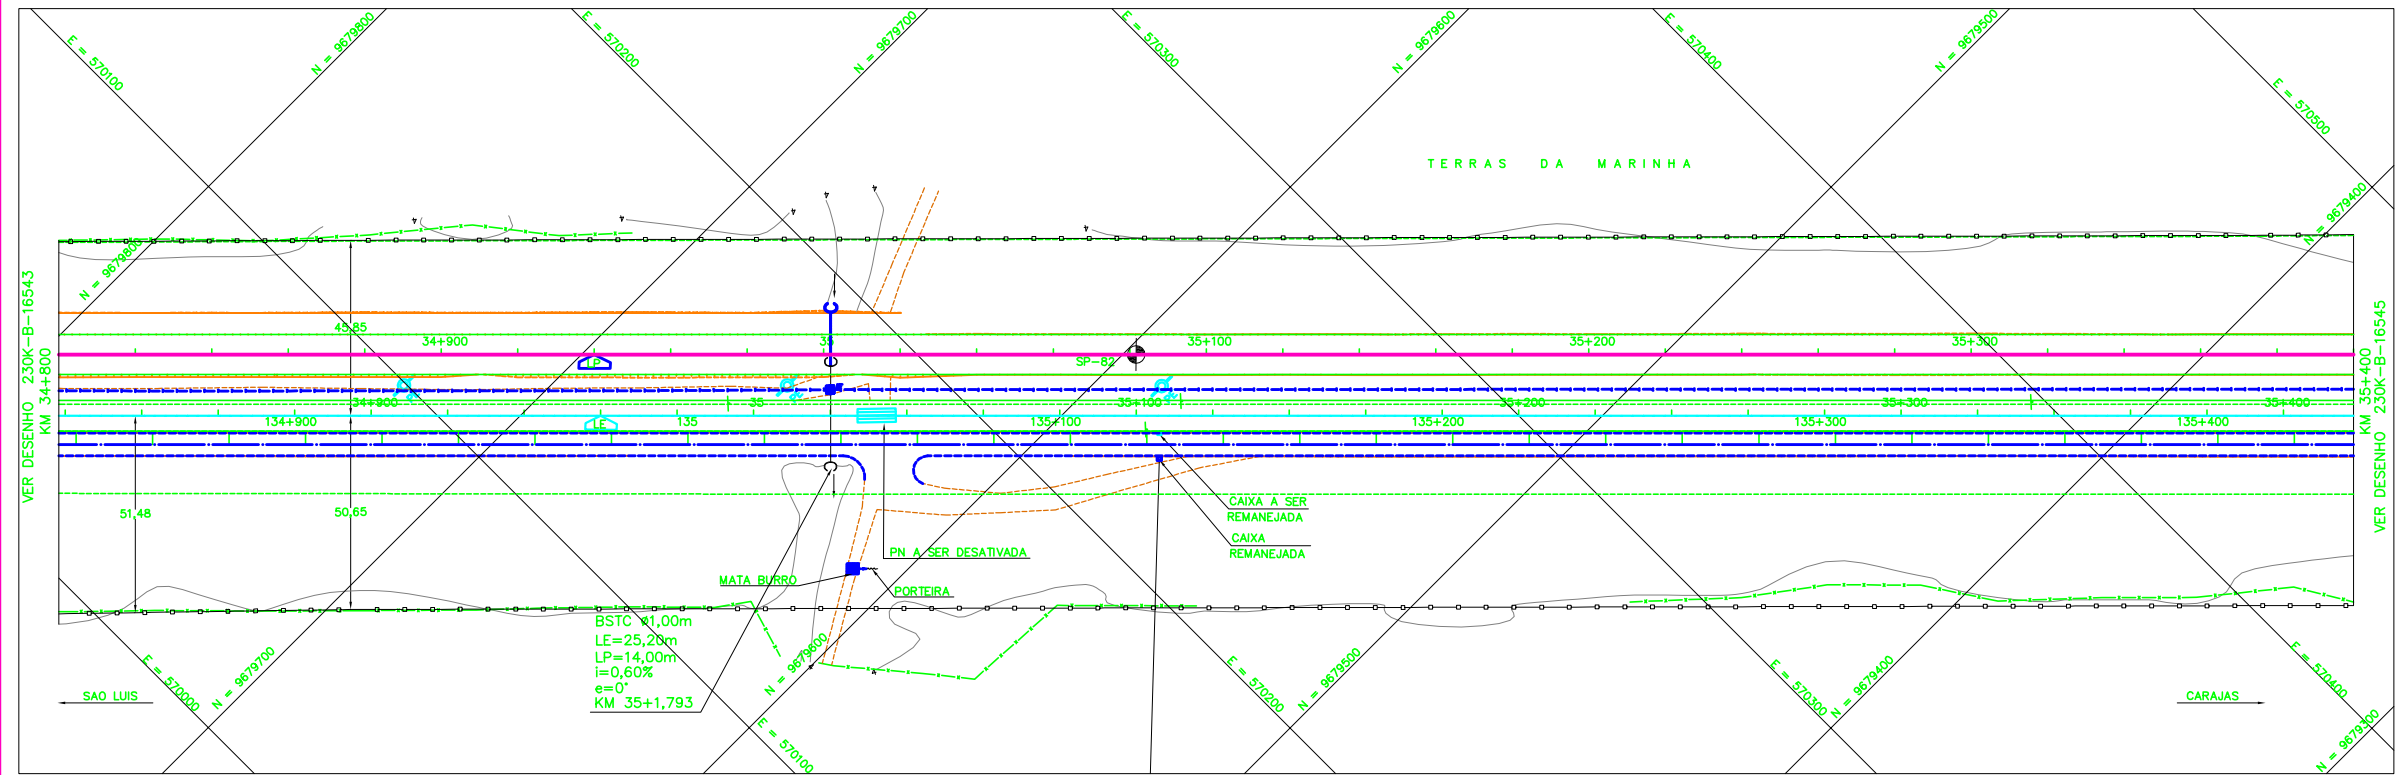 E = 570100
N = 9679800
E = 570200
N = 9679700
E = 570300
N = 9679600
E = 570400
N = 9679500
E = 570500
TERRAS DA MARINHA
N = 9679400
N = 9679800
VER DESENHO 230K-B-16543
KM 34+800
45,85
34+900
35
35+100
35+200
35+300
SP-82
LP
34+900
35
35+100
35+200
35+300
35+400
134+900
LE
135
135+100
135+200
135+300
135+400
KM 35+400
VER DESENHO 230K-B-16545
51,48
50,65
CAIXA A SER
REMANEJADA
CAIXA
REMANEJADA
PN A SER DESATIVADA
MATA BURRO
PORTEIRA
BSTC ø1,00m
LE=25,20m
LP=14,00m
i=0,60%
e=0°
KM 35+1,793
E = 570000
N = 9679700
N = 9679600
E = 570100
E = 570200
N = 9679500
E = 570300
N = 9679400
E = 570400
N = 9679300
SAO LUIS
CARAJAS